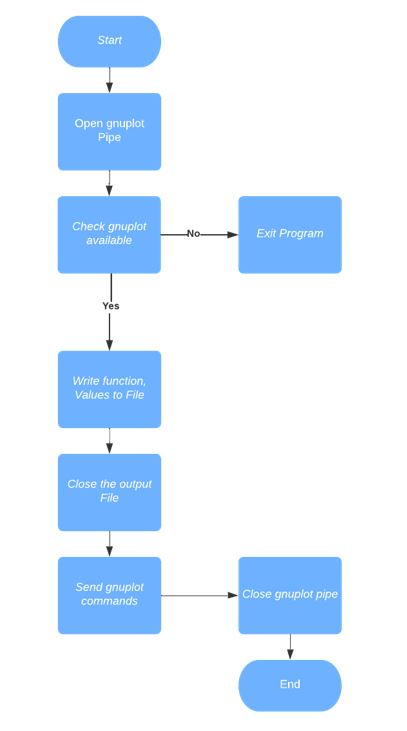 Start
Open gnuplot
Pipe
Check gnuplot
available
No
Exit Program
Yes
Write function,
Values to File
Close the output
File
Send gnuplot
commands
Close gnuplot pipe
End